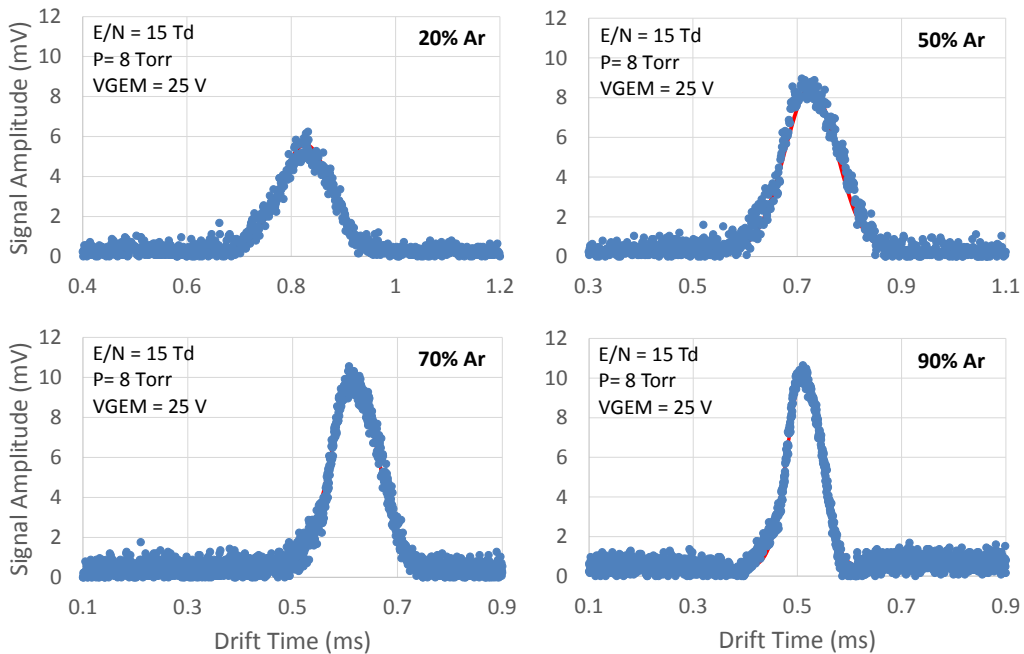 Signal Amplitude (mV)
12
10
8
6
4
2
0
E/N = 15 Td
P= 8 Torr
VGEM = 25 V
20% Ar
0.4
0.6
0.8
1
1.2
12
10
8
6
4
2
0
E/N = 15 Td
P= 8 Torr
VGEM = 25 V
50% Ar
0.3
0.5
0.7
0.9
1.1
Signal Amplitude (mV)
12
10
8
6
4
2
0
E/N = 15 Td
P= 8 Torr
VGEM = 25 V
70% Ar
0.1
0.3
0.5
0.7
0.9
Drift Time (ms)
12
10
8
6
4
2
0
E/N = 15 Td
P= 8 Torr
VGEM = 25 V
90% Ar
0.1
0.3
0.5
0.7
0.9
Drift Time (ms)